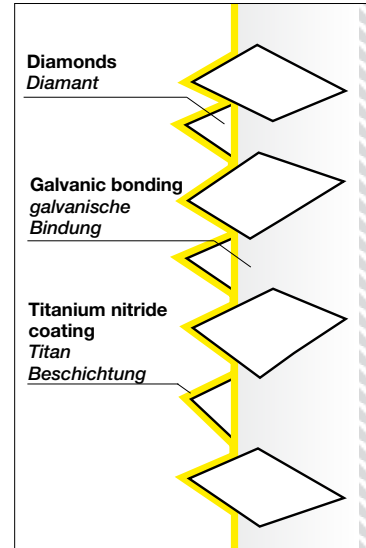 Diamonds
Diamant
Galvanic bonding
galvanische
Bindung
Titanium nitride
coating
Titan
Beschichtung